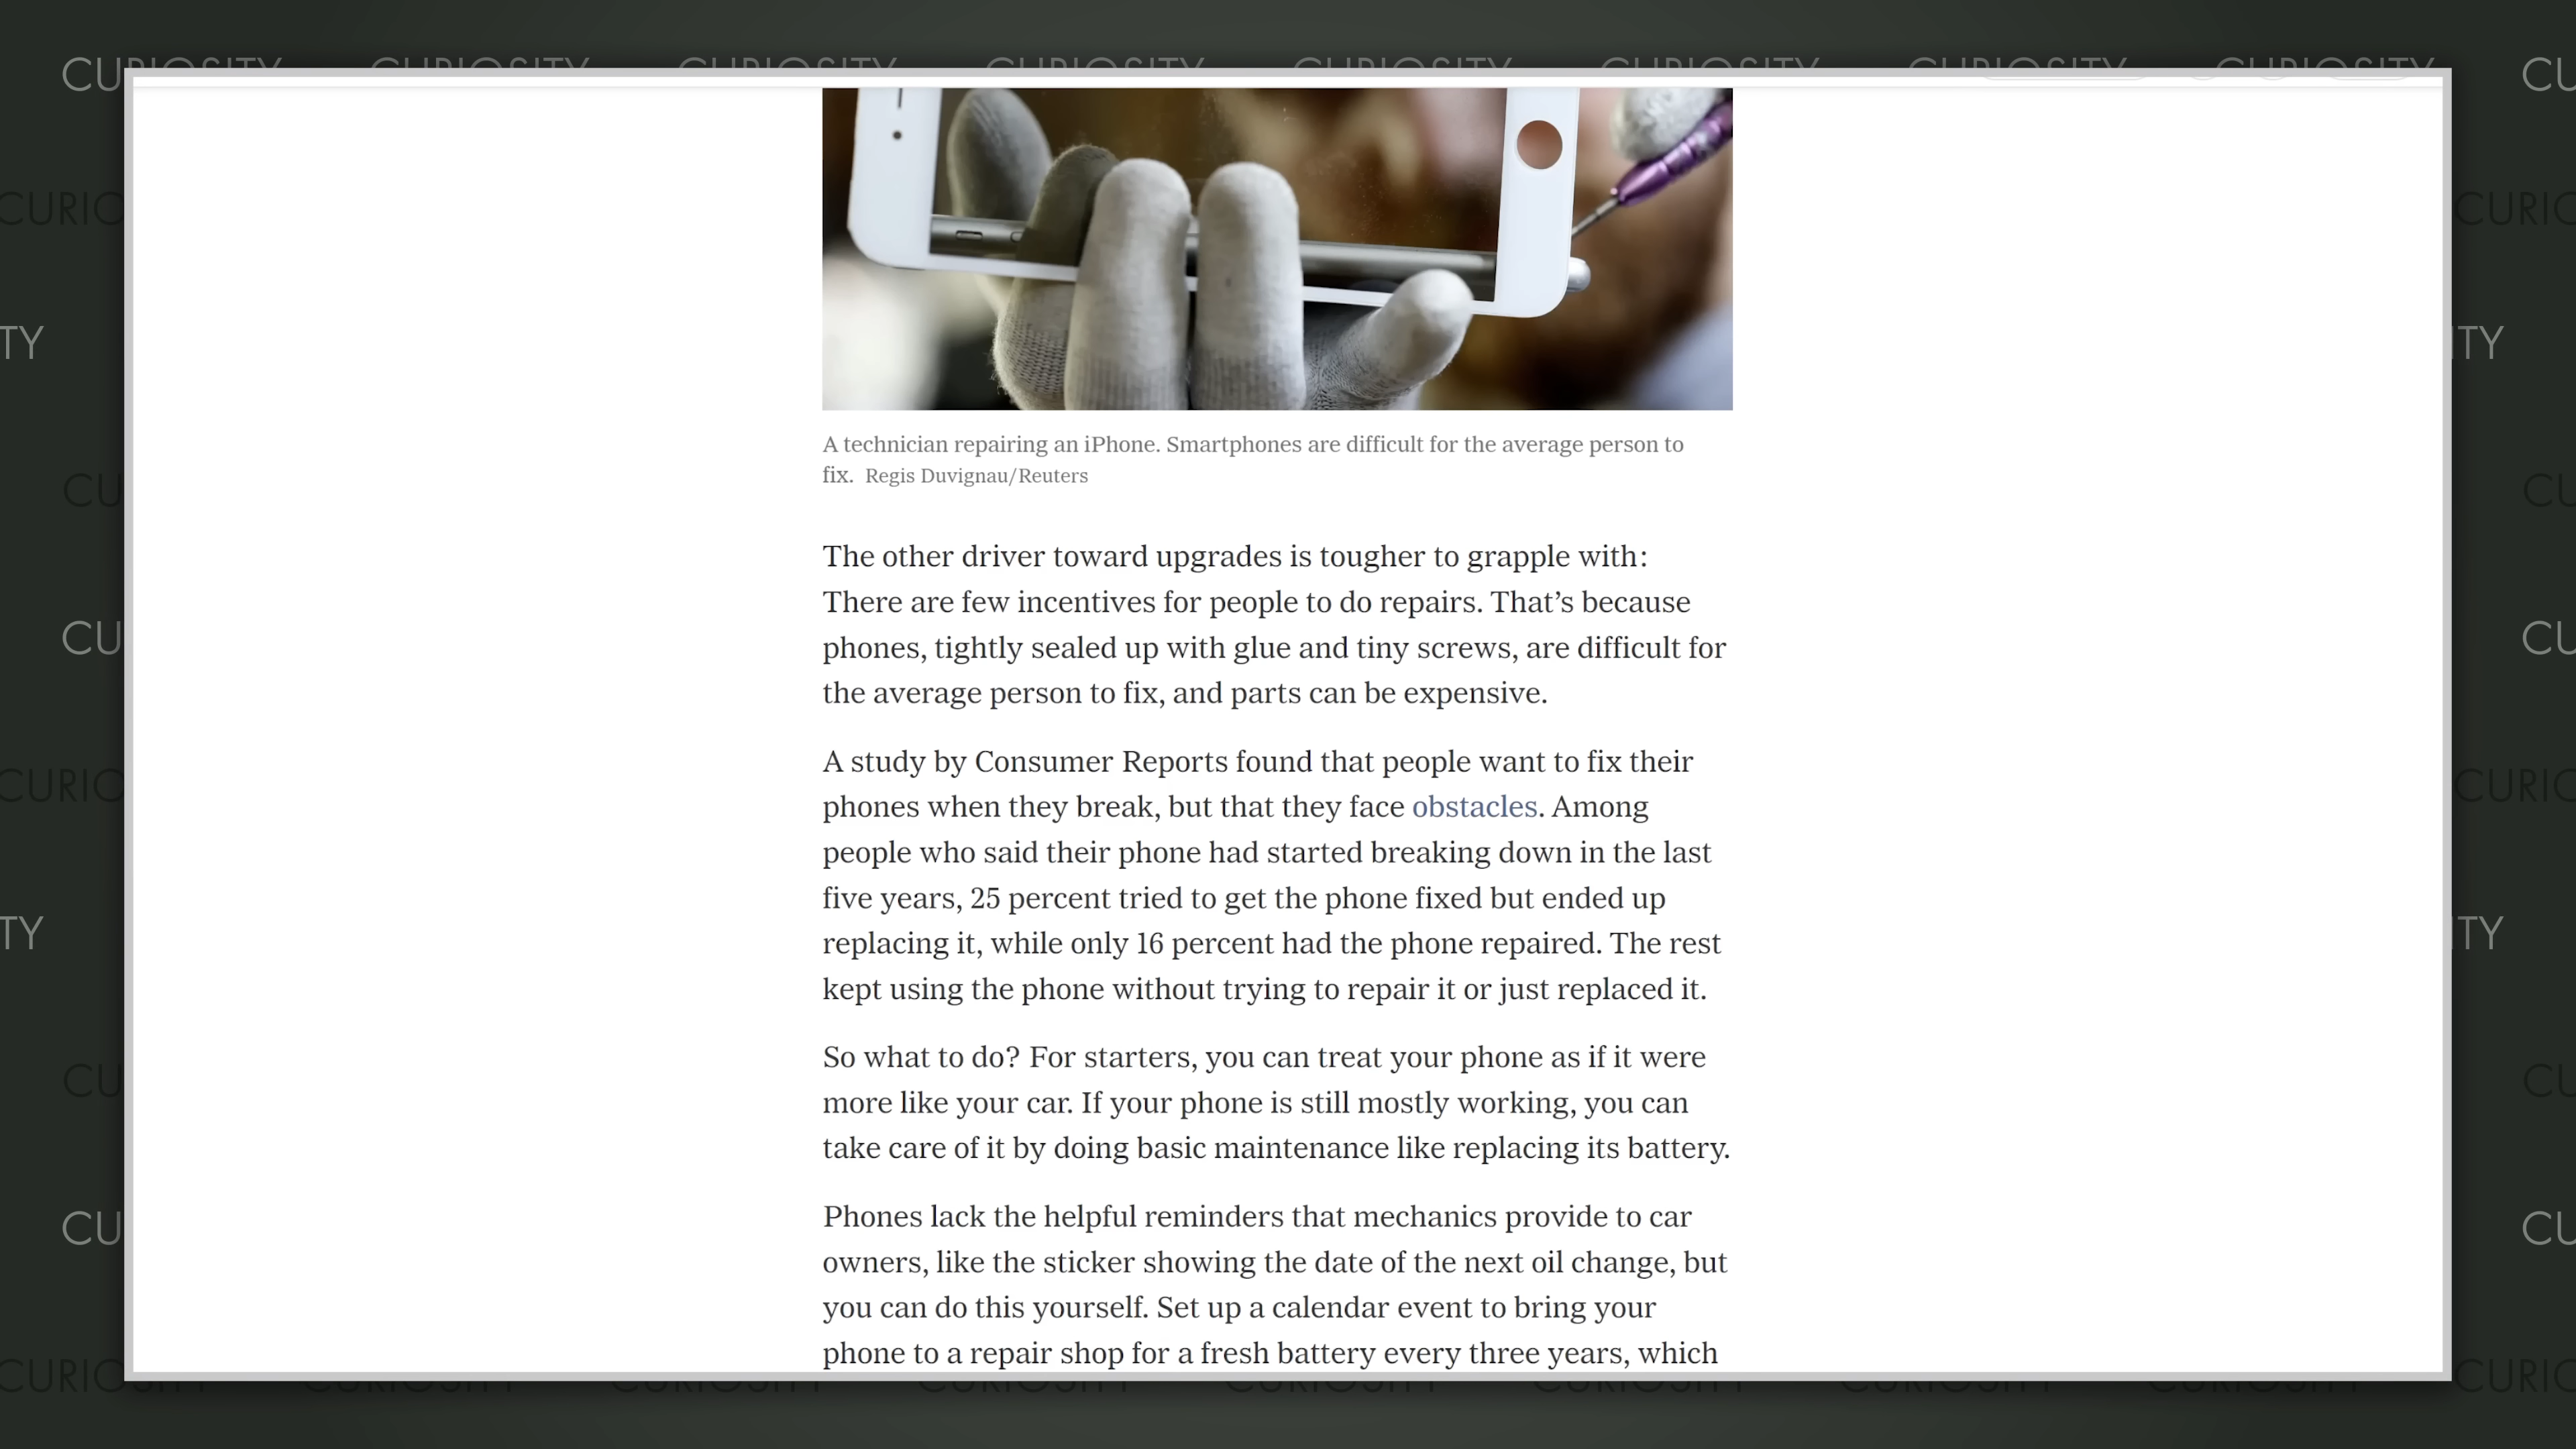 CURIOSITY CURIOSITY CURIOSITY CURIOSITY CURIOSITY CURIOSITY CURIOSITY
A technician repairing an iPhone. Smartphones are difficult for the average person to
fix. Regis Duvignau/Reuters
The other driver toward upgrades is tougher to grapple with:
There are few incentives for people to do repairs. That’s because
phones, tightly sealed up with glue and tiny screws, are difficult for
the average person to fix, and parts can be expensive.
A study by Consumer Reports found that people want to fix their
phones when they break, but that they face obstacles. Among
people who said their phone had started breaking down in the last
five years, 25 percent tried to get the phone fixed but ended up
replacing it, while only 16 percent had the phone repaired. The rest
kept using the phone without trying to repair it or just replaced it.
So what to do? For starters, you can treat your phone as if it were
more like your car. If your phone is still mostly working, you can
take care of it by doing basic maintenance like replacing its battery.
Phones lack the helpful reminders that mechanics provide to car
owners, like the sticker showing the date of the next oil change, but
you can do this yourself. Set up a calendar event to bring your
phone to a repair shop for a fresh battery every three years, which